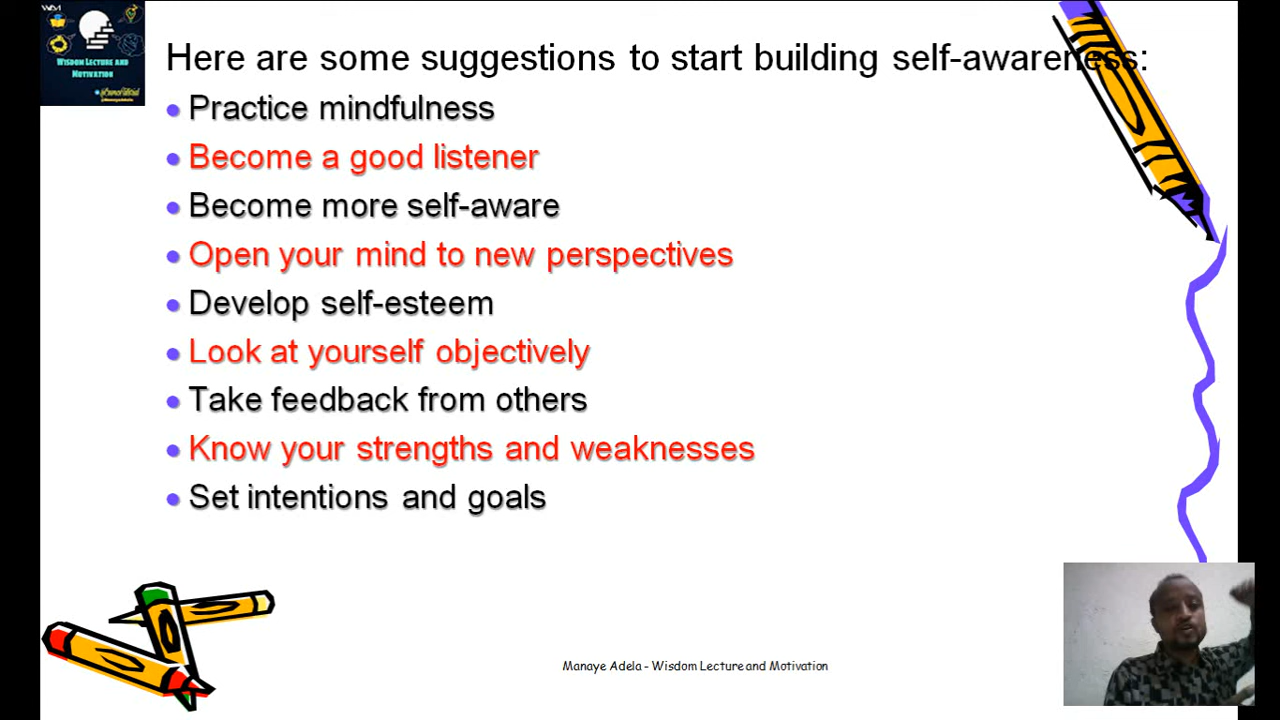 WLM
WISDOM LECTURE AND
MOTIVATION
Here are some suggestions to start building self-awareness:
Practice mindfulness
Become a good listener
Become more self-aware
Open your mind to new perspectives
Develop self-esteem
Look at yourself objectively
Take feedback from others
Know your strengths and weaknesses
Set intentions and goals
Manaye Adela - Wisdom Lecture and Motivation